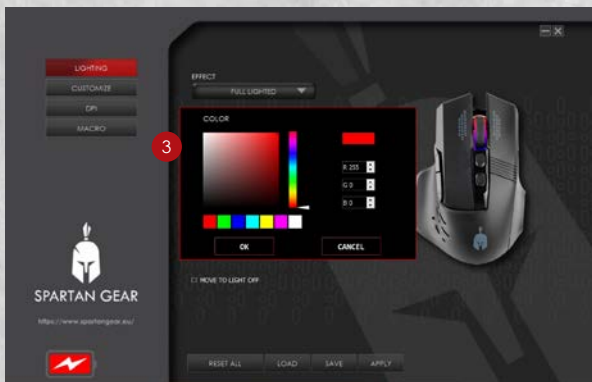 LIGHTING
CUSTOMIZE
DPI
MACRO
EFFECT
FULL LIGHTED
3
COLOR
R 255
G 0
B 0
OK
CANCEL
MOVE TO LIGHT OFF
SPARTAN GEAR
https://www.spartangear.eu/
RESET ALL
LOAD
SAVE
APPLY